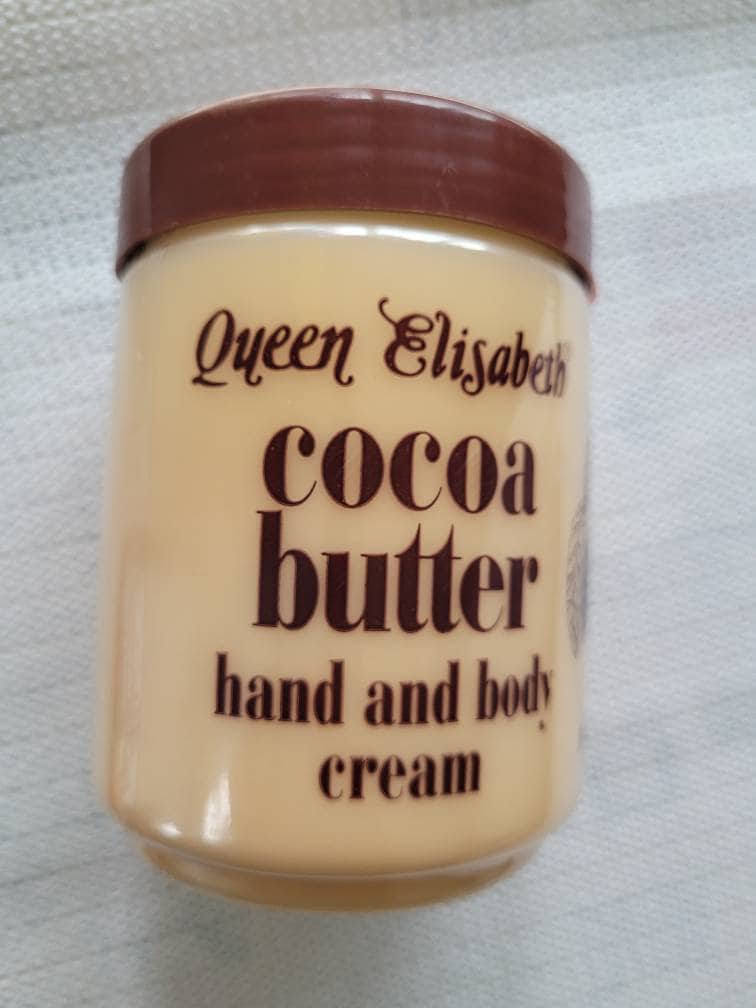 Queen Elisabeth
cocoa
butter
hand and body
cream